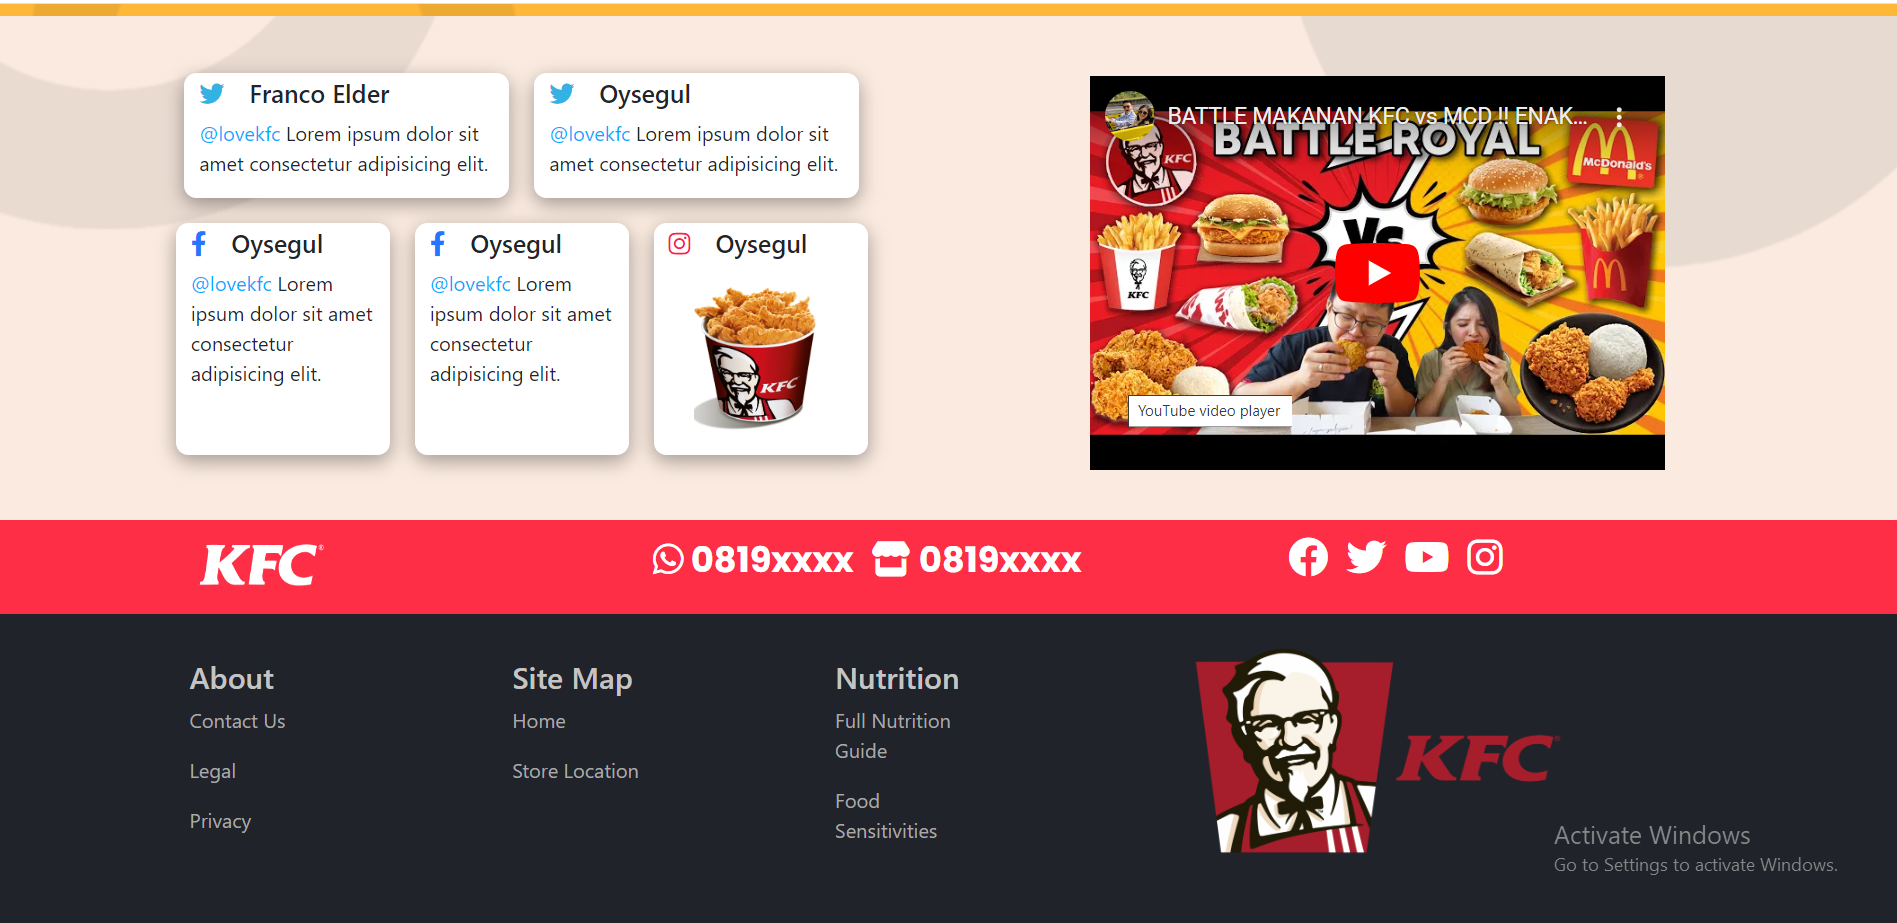 Franco Elder
@lovekfc Lorem ipsum dolor sit
amet consectetur adipisicing elit.
Oysegul
@lovekfc Lorem ipsum dolor sit
amet consectetur adipisicing elit.
Oysegul
@lovekfc Lorem
ipsum dolor sit amet
consectetur
adipisicing elit.
Oysegul
@lovekfc Lorem
ipsum dolor sit amet
consectetur
adipisicing elit.
Oysegul
KFC
BATTLE MAKANAN KFC vs MCD !! ENAK...
BATTLE ROYAL
KFC
McDonald's
VS
KFC
YouTube video player
KFC
0819xxxx
0819xxxx
About
Contact Us
Legal
Privacy
Site Map
Home
Store Location
Nutrition
Full Nutrition
Guide
Food
Sensitivities
KFC
Activate Windows
Go to Settings to activate Windows.